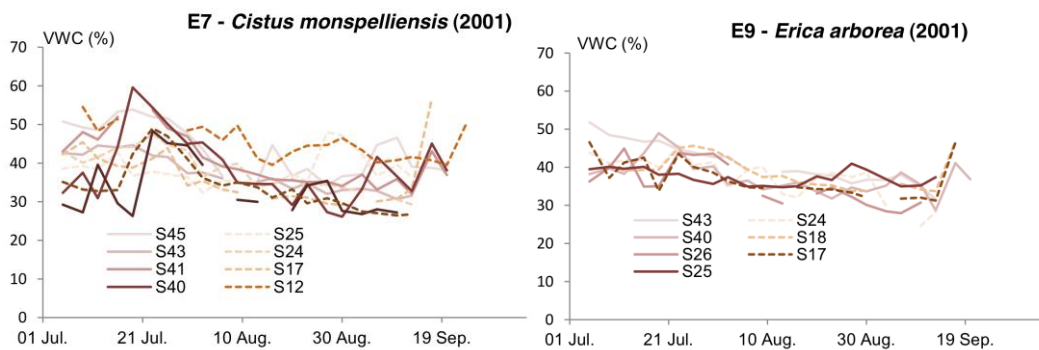 E7 - Cistus monspelliensis (2001)
VWC (%)
70
60
50
40
30
20
10
0
S45
S43
S41
S40
S25
S24
S17
S12
01 Jul.
21 Jul.
10 Aug.
30 Aug.
19 Sep.
E9 - Erica arborea (2001)
VWC (%)
70
60
50
40
30
20
10
0
S43
S40
S26
S25
S24
S18
S17
01 Jul.
21 Jul.
10 Aug.
30 Aug.
19 Sep.